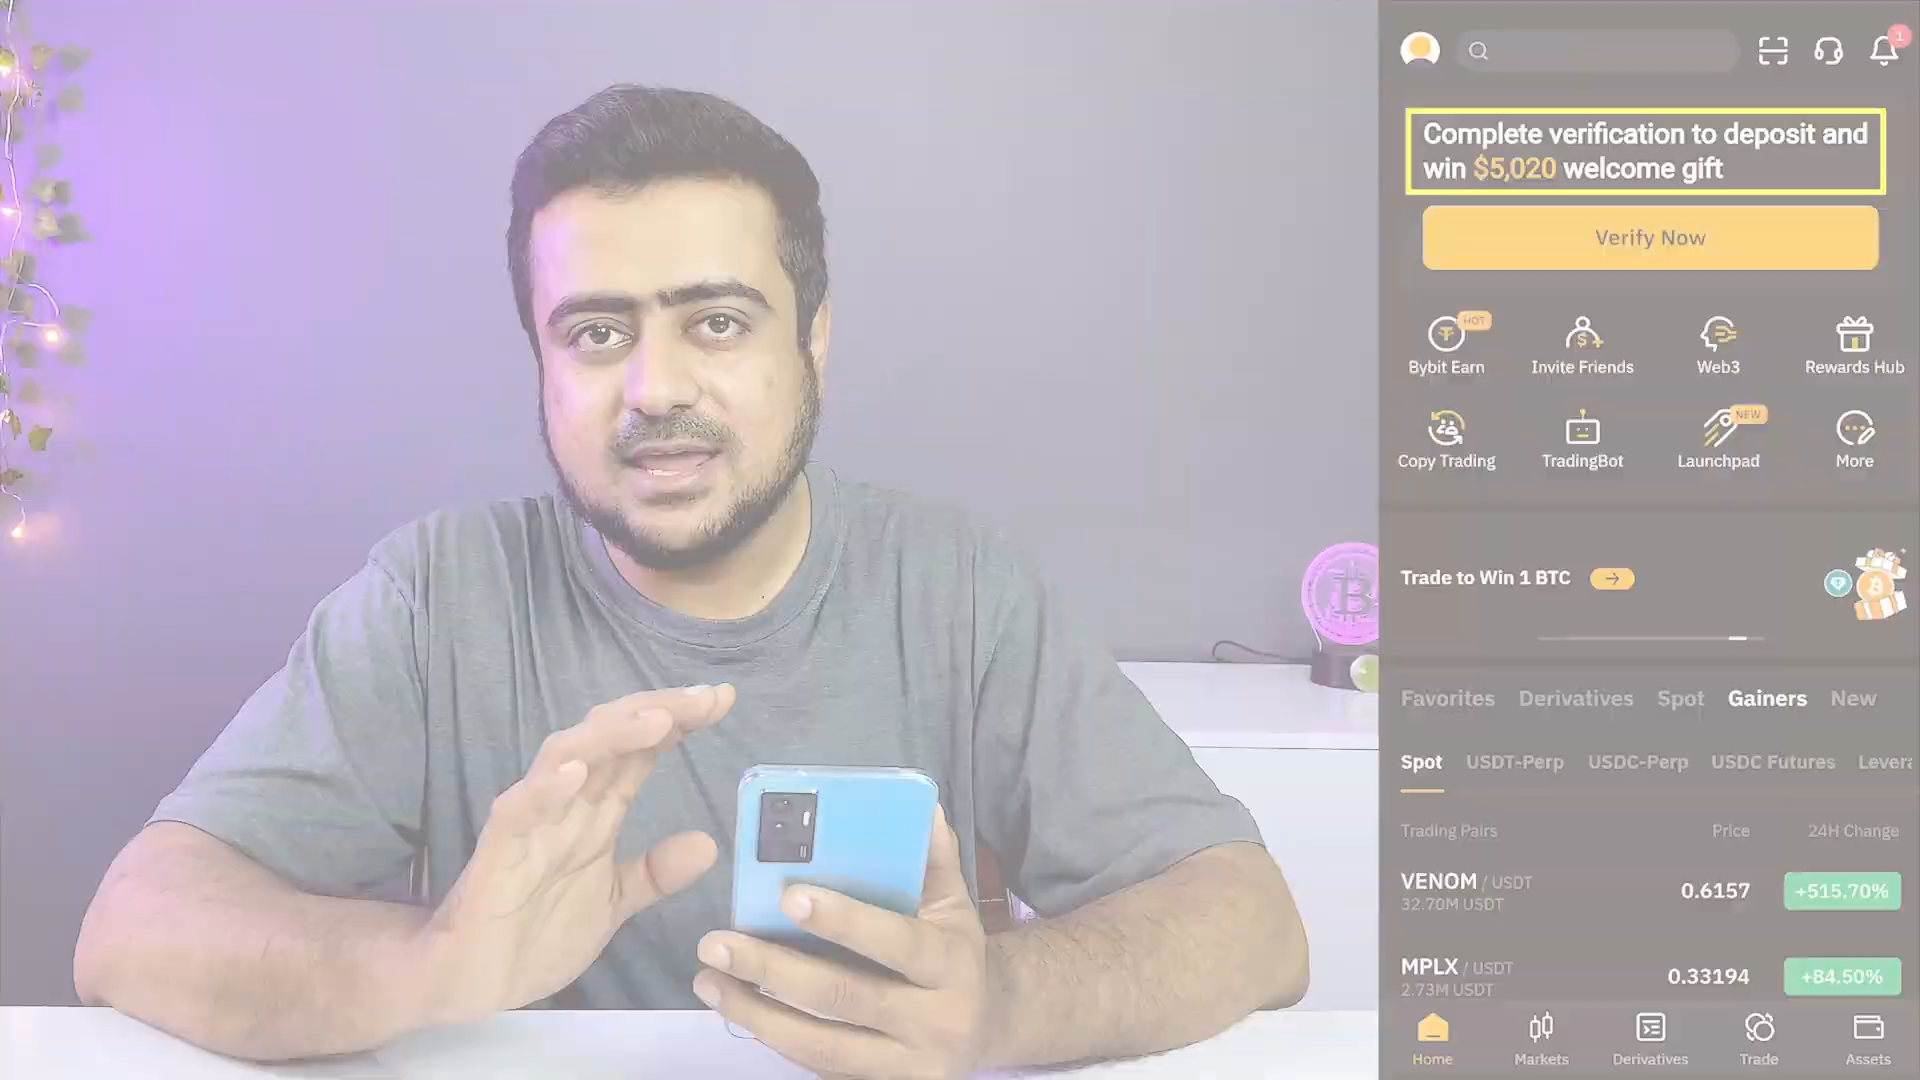 1
Complete verification to deposit and
win $5,020 welcome gift
Verify Now
HOT
Bybit Earn
Invite Friends
Web3
Rewards Hub
NEW
Copy Trading
TradingBot
Launchpad
More
Trade to Win 1 BTC
Favorites Derivatives Spot Gainers New
Spot USDT-Perp USDC-Perp USDC Futures Levera
Trading Pairs Price 24H Change
VENOM / USDT 0.6157 +515.70%
32.70M USDT
MPLX / USDT 0.33194 +84.50%
2.73M USDT
Home Markets Derivatives Trade Assets